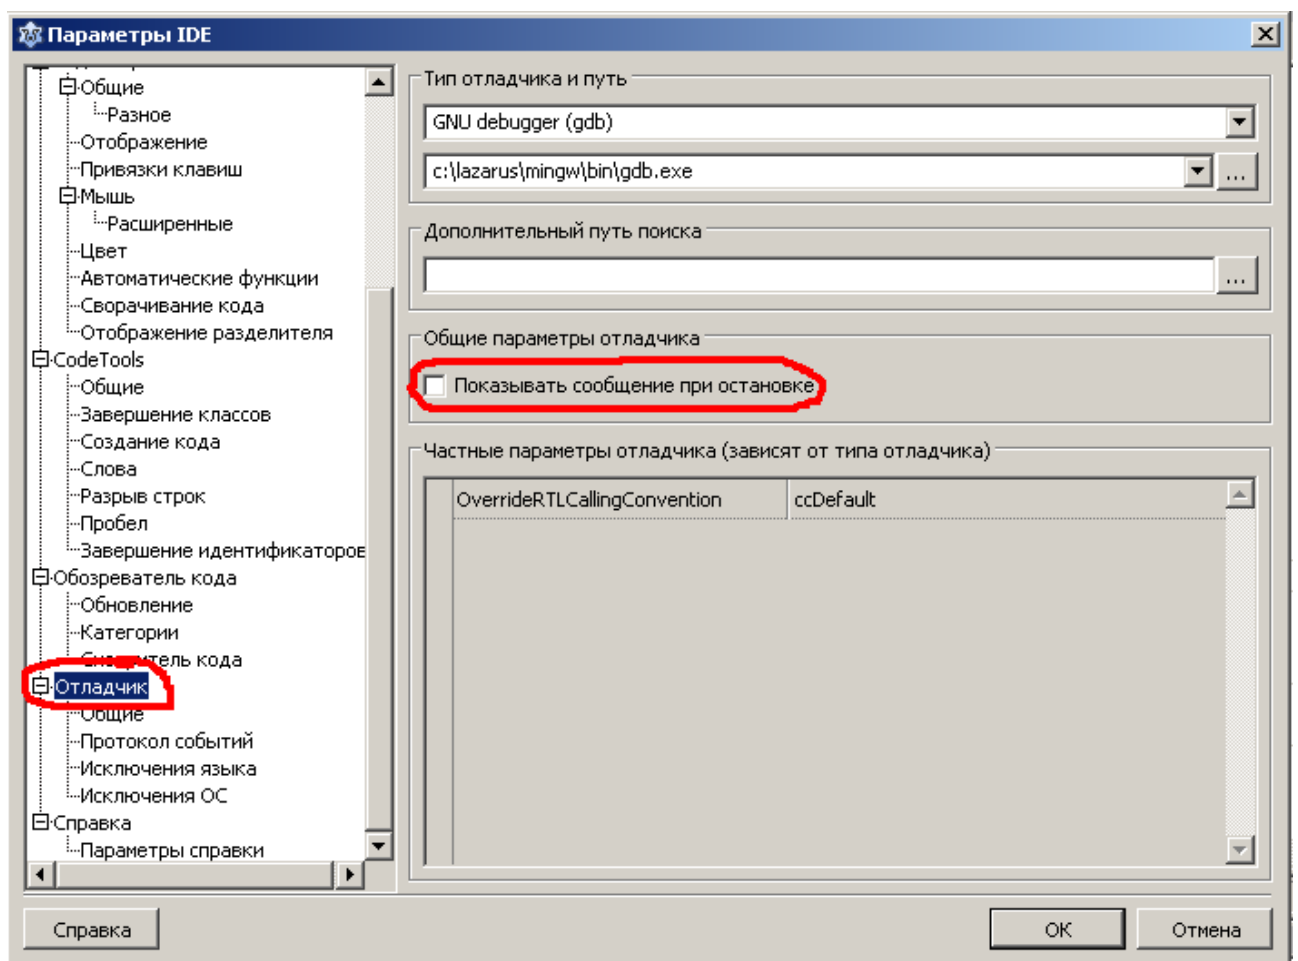 Параметры IDE
Общие
Разное
Отображение
Привязки клавиш
Мышь
Расширенные
Цвет
Автоматические функции
Сворачивание кода
Отображение разделителя
CodeTools
Общие
Завершение классов
Создание кода
Слова
Разрыв строк
Пробел
Завершение идентификаторов
Обозреватель кода
Обновление
Категории
кода
Отладчик
Общие
Протокол событий
Исключения языка
Исключения ОС
Справка
Параметры справки
Тип отладчика и путь
GNU debugger (gdb)
c:\lazarus\mingw\bin\gdb.exe
...
Дополнительный путь поиска
...
Общие параметры отладчика
Показывать сообщение при остановке
Частные параметры отладчика (зависят от типа отладчика)
OverrideRTLCallingConvention ccDefault
Справка
ОК
Отмена